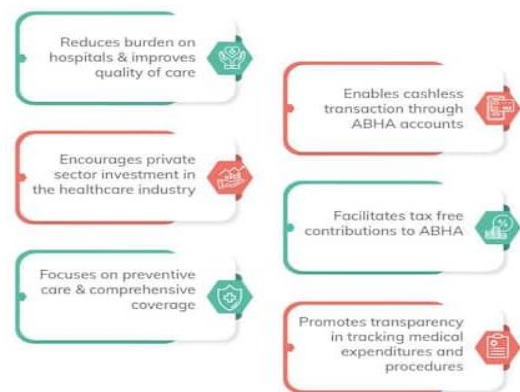 Reduces burden on
hospitals & improves
quality of care
Enables cashless
transaction through
ABHA accounts
Encourages private
sector investment in
the healthcare industry
Facilitates tax free
contributions to ABHA
Focuses on preventive
care & comprehensive
coverage
Promotes transparency
in tracking medical
expenditures and
procedures